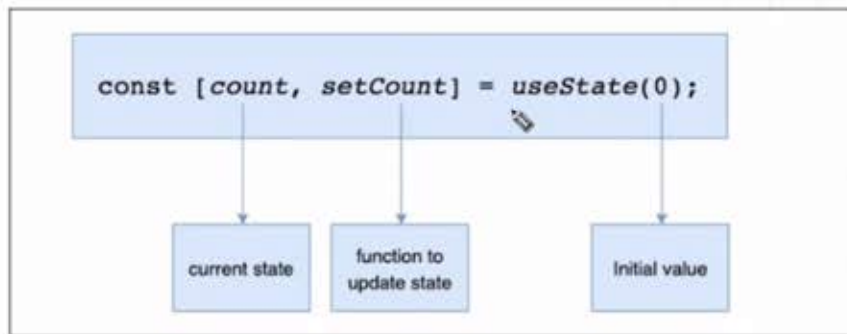 const [count, setCount] = useState(0);
current state
function to
update state
Initial value